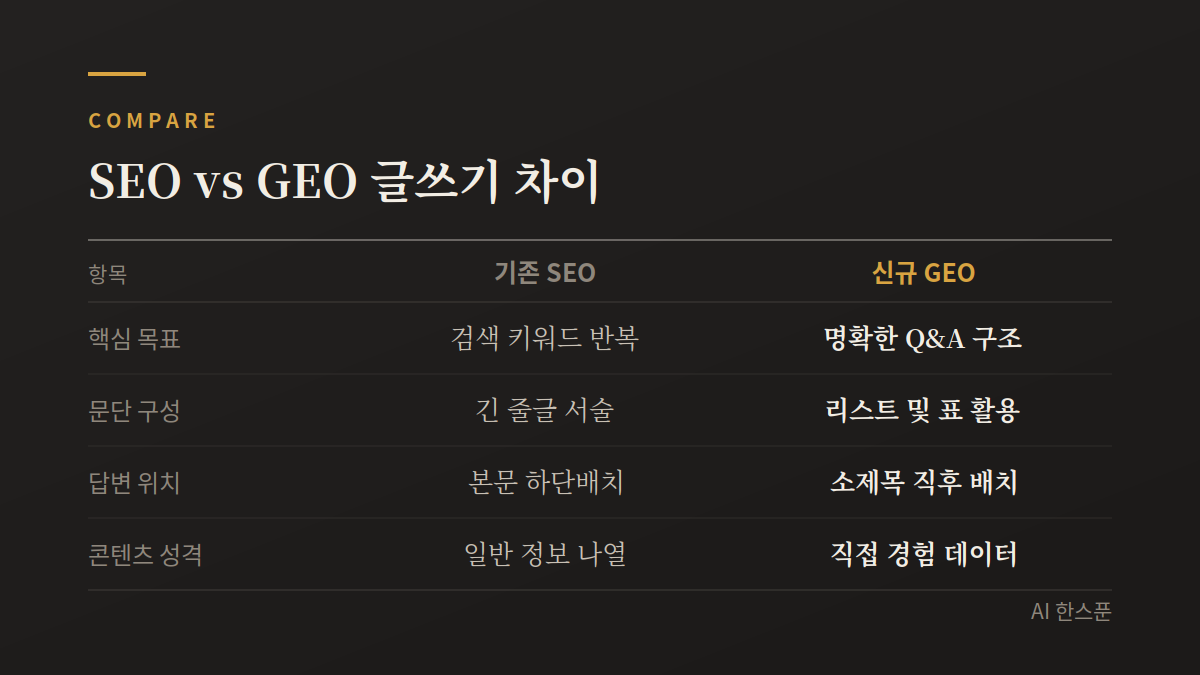 COMPARE
SEO vs GEO 글쓰기 차이
항목 기존 SEO 신규 GEO
핵심 목표 검색 키워드 반복 명확한 Q&A 구조
문단 구성 긴 줄글 서술 리스트 및 표 활용
답변 위치 본문 하단배치 소제목 직후 배치
콘텐츠 성격 일반 정보 나열 직접 경험 데이터
AI 한스푼